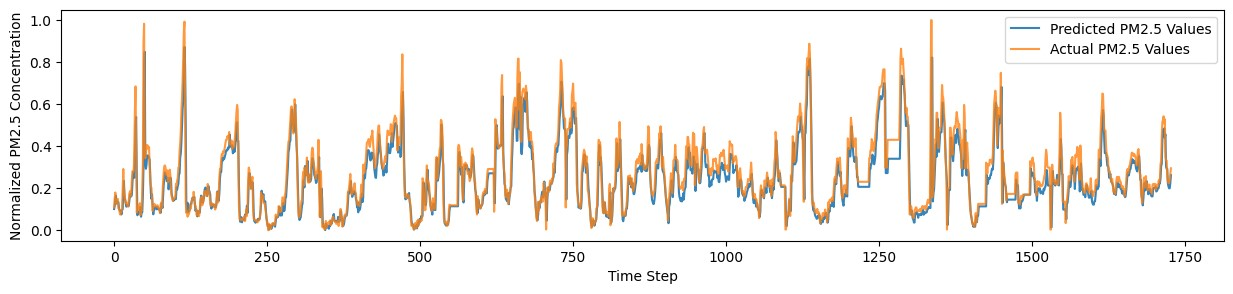 Normalized PM2.5 Concentration
1.0
0.8
0.6
0.4
0.2
0.0
Predicted PM2.5 Values
Actual PM2.5 Values
0 250 500 750 1000 1250 1500 1750
Time Step